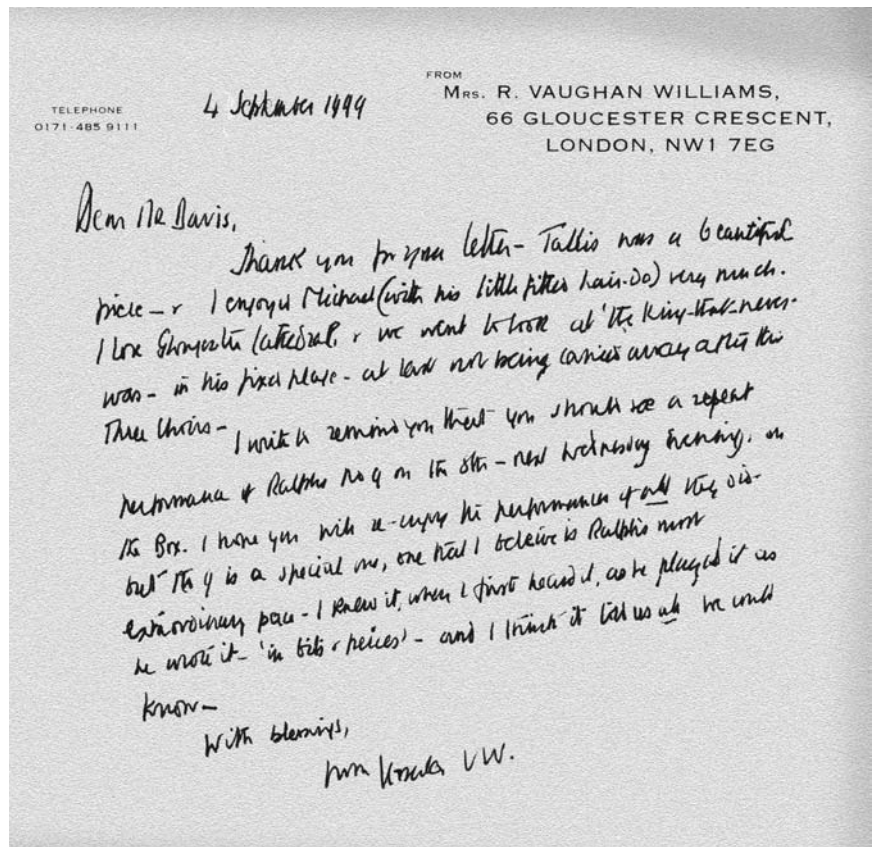 FROM
MRS. R. VAUGHAN WILLIAMS,
66 GLOUCESTER CRESCENT,
LONDON, NW1 7EG
TELEPHONE
0171-485 9111
4 September 1999
Dear Mr Davis,
Thank you for your letter - Tallis was a beautiful
piece - & I enjoyed Michael (with his little fitted hair-do) very much.
I love Gloucester Cathedral, & we went to look at 'the King-that-never-
was - in his fixed place - at least not being carried away after the
Three Choirs -
I write to remind you that you should see a repeat
performance of Ralph's No 9 on the 8th - next Wednesday evening, on
the Box. I hope you will re-enjoy the performance of all they did -
but the 9 is a special one, one that I believe is Ralph's most
extraordinary piece - I knew it, when I first heard it, as he played it as
he wrote it - 'in bits & peices' - and I think it told us all he could
know -
With blessings,
from Ursula VW.